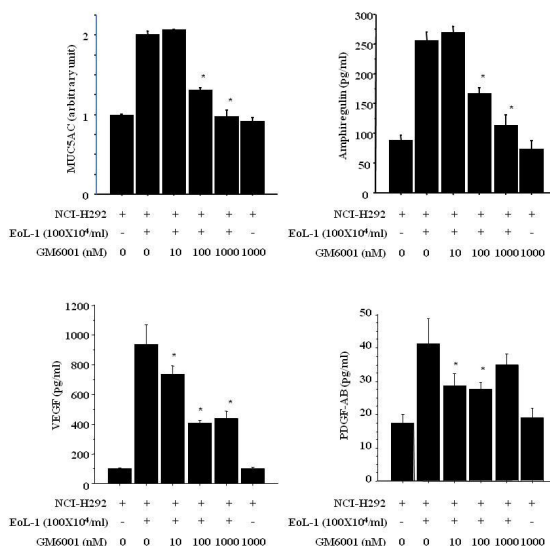 MUC5AC (arbitrary unit)
2
1
0
*
*
NCI-H292 + + + + + +
EoL-1 (100X10⁴/ml) - + + + + -
GM6001 (nM) 0 0 10 100 1000 1000
Amphiregulin (pg/ml)
300
250
200
150
100
50
0
*
*
NCI-H292 + + + + + +
EoL-1 (100X10⁴/ml) - + + + + -
GM6001 (nM) 0 0 10 100 1000 1000
VEGF (pg/ml)
1200
1000
800
600
400
200
0
*
*
*
NCI-H292 + + + + + +
EoL-1 (100X10⁴/ml) - + + + + -
GM6001 (nM) 0 0 10 100 1000 1000
PDGF-AB (pg/ml)
50
40
30
20
10
0
*
*
NCI-H292 + + + + + +
EoL-1 (100X10⁴/ml) - + + + + -
GM6001 (nM) 0 0 10 100 1000 1000